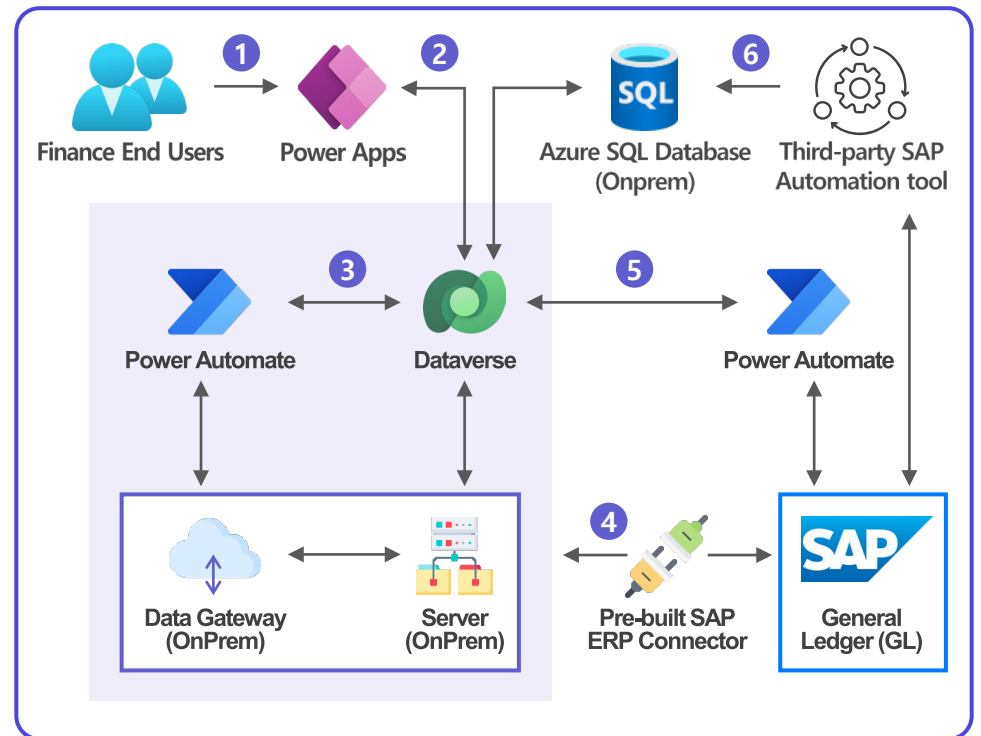 1
2
6
SQL
Finance End Users
Power Apps
Azure SQL Database
(Onprem)
Third-party SAP
Automation tool
3
5
Power Automate
Dataverse
Power Automate
4
SAP
Data Gateway
(OnPrem)
Server
(OnPrem)
Pre-built SAP
ERP Connector
General
Ledger (GL)